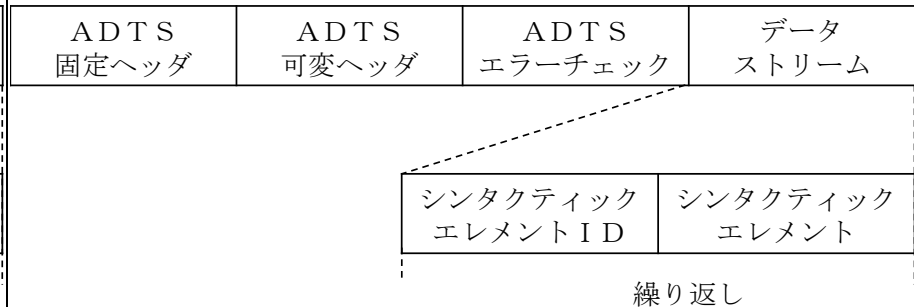 ＡＤＴＳ
固定ヘッダ
ＡＤＴＳ
可変ヘッダ
ＡＤＴＳ
エラーチェック
データ
ストリーム
シンタクティック
エレメントＩＤ
シンタクティック
エレメント
繰り返し